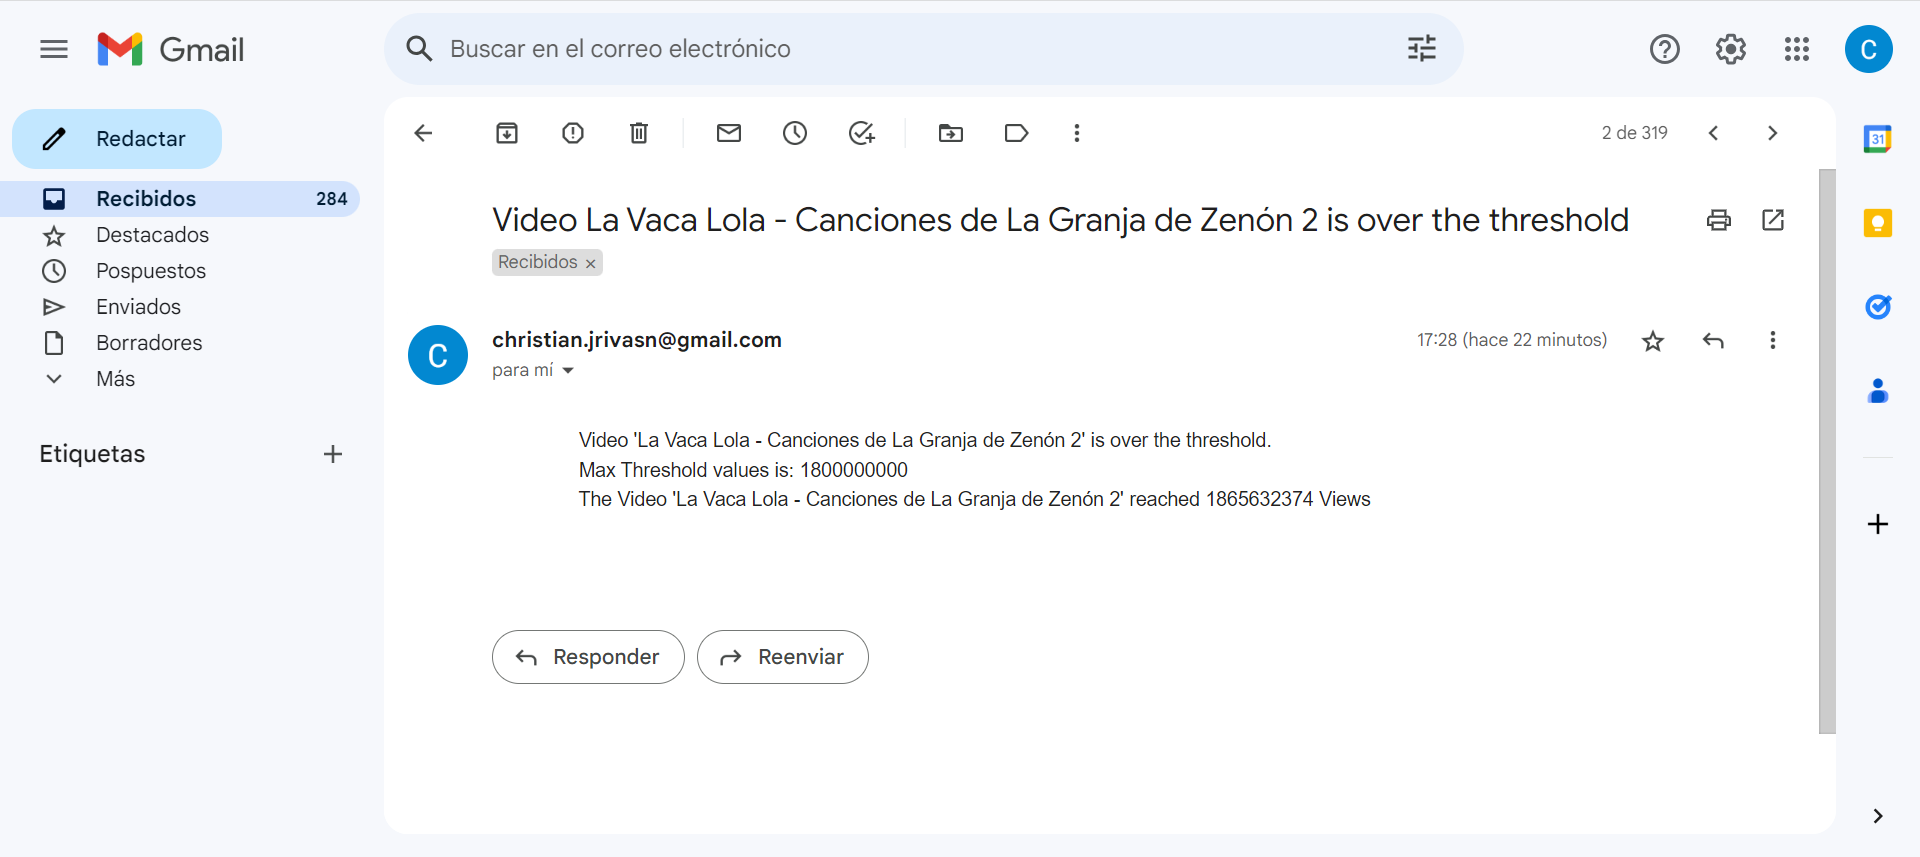 Gmail
Buscar en el correo electrónico
C
Redactar
2 de 319
31
Recibidos 284
Destacados
Pospuestos
Enviados
Borradores
Más
Etiquetas
Video La Vaca Lola - Canciones de La Granja de Zenón 2 is over the threshold
Recibidos
C
christian.jrivasn@gmail.com
17:28 (hace 22 minutos)
para mí
Video 'La Vaca Lola - Canciones de La Granja de Zenón 2' is over the threshold.
Max Threshold values is: 1800000000
The Video 'La Vaca Lola - Canciones de La Granja de Zenón 2' reached 1865632374 Views
Responder
Reenviar